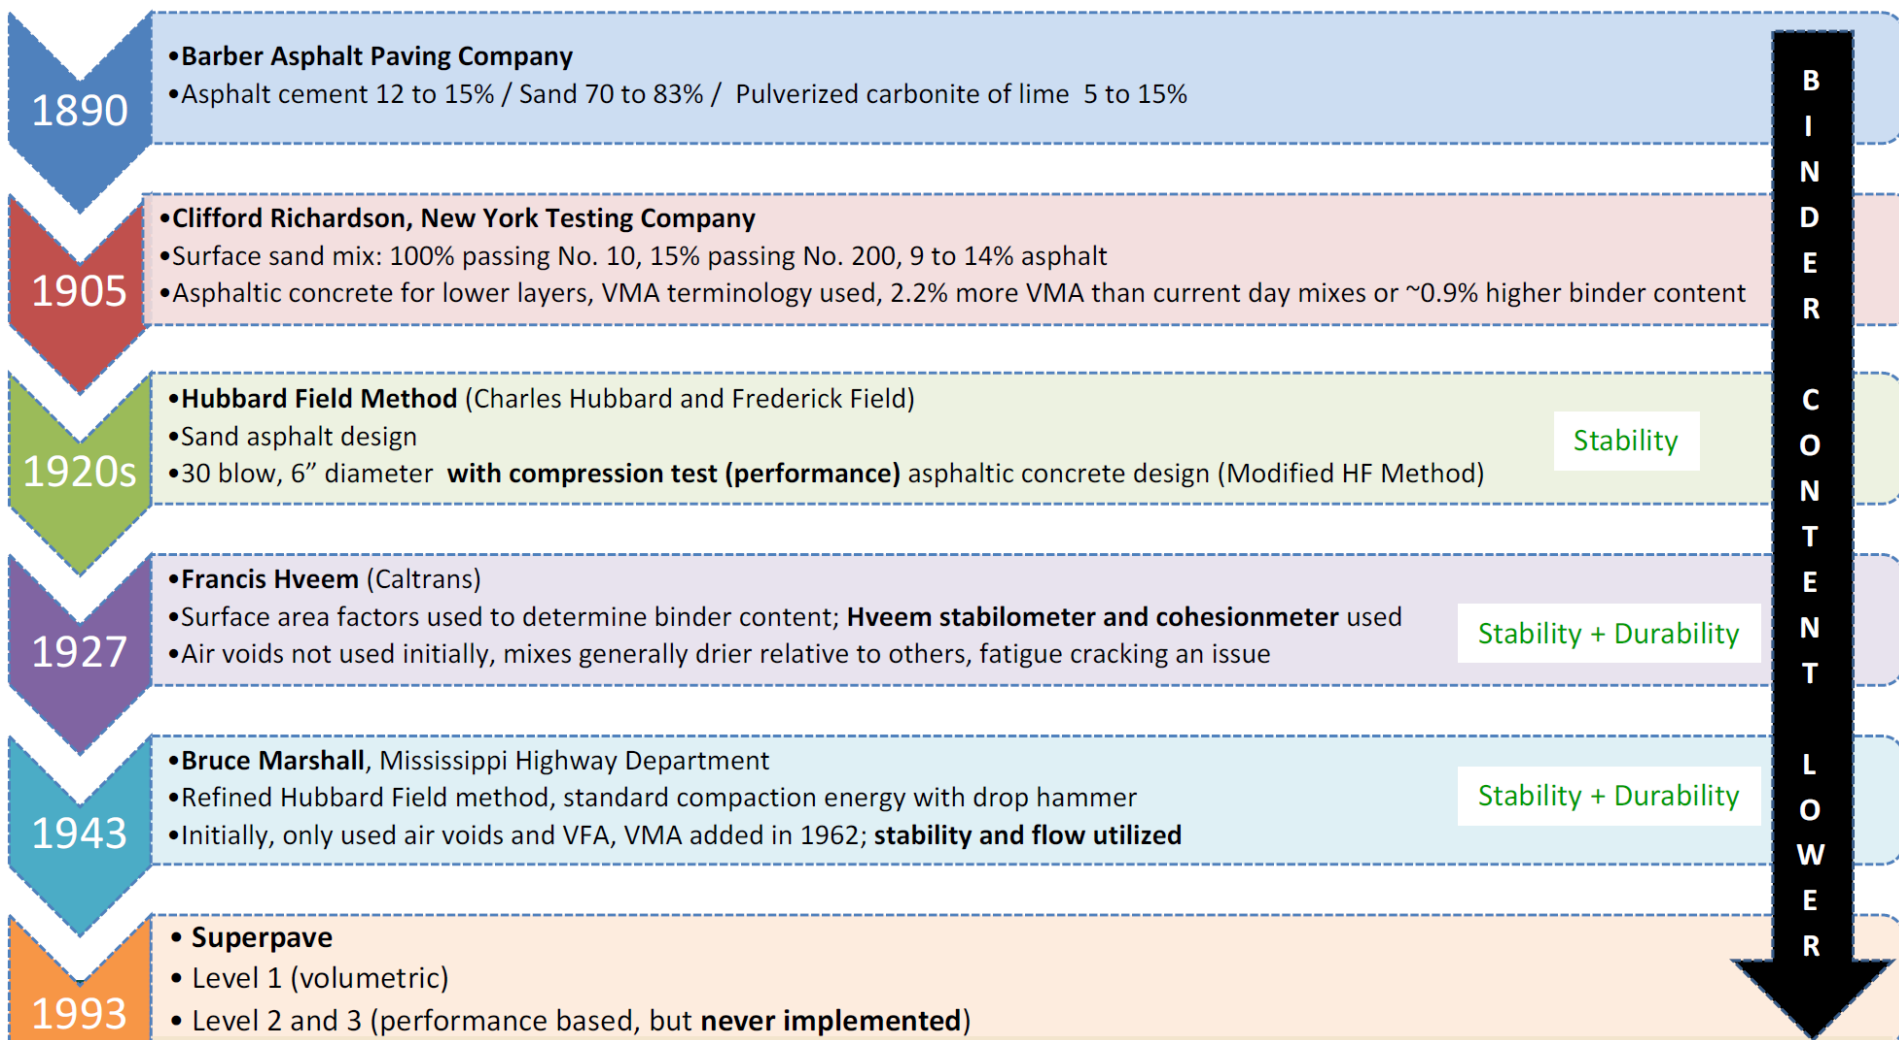 1890
•Barber Asphalt Paving Company
•Asphalt cement 12 to 15% / Sand 70 to 83% / Pulverized carbonite of lime 5 to 15%
1905
•Clifford Richardson, New York Testing Company
•Surface sand mix: 100% passing No. 10, 15% passing No. 200, 9 to 14% asphalt
•Asphaltic concrete for lower layers, VMA terminology used, 2.2% more VMA than current day mixes or ~0.9% higher binder content
1920s
•Hubbard Field Method (Charles Hubbard and Frederick Field)
•Sand asphalt design
•30 blow, 6” diameter with compression test (performance) asphaltic concrete design (Modified HF Method)
Stability
1927
•Francis Hveem (Caltrans)
•Surface area factors used to determine binder content; Hveem stabilometer and cohesionmeter used
•Air voids not used initially, mixes generally drier relative to others, fatigue cracking an issue
Stability + Durability
1943
•Bruce Marshall, Mississippi Highway Department
•Refined Hubbard Field method, standard compaction energy with drop hammer
•Initially, only used air voids and VFA, VMA added in 1962; stability and flow utilized
Stability + Durability
1993
• Superpave
• Level 1 (volumetric)
• Level 2 and 3 (performance based, but never implemented)
BINDER CONTENT LOWER